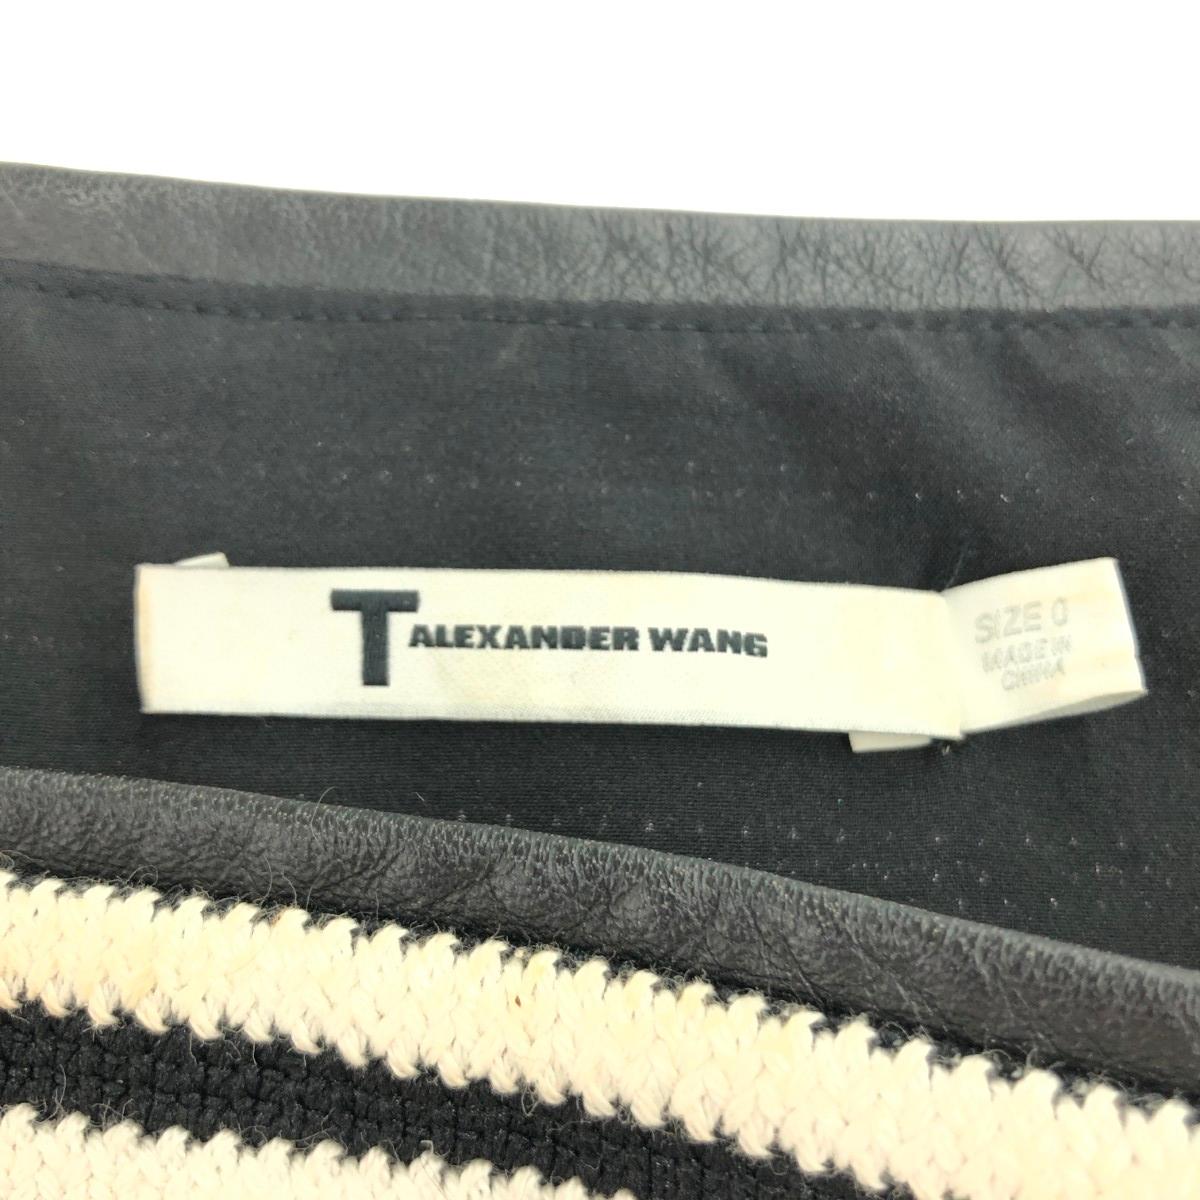 T ALEXANDER WANG
SIZE 0
MADE IN
CHINA